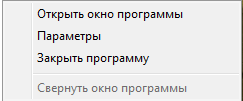 Открыть окно программы
Параметры
Закрыть программу
Свернуть окно программы